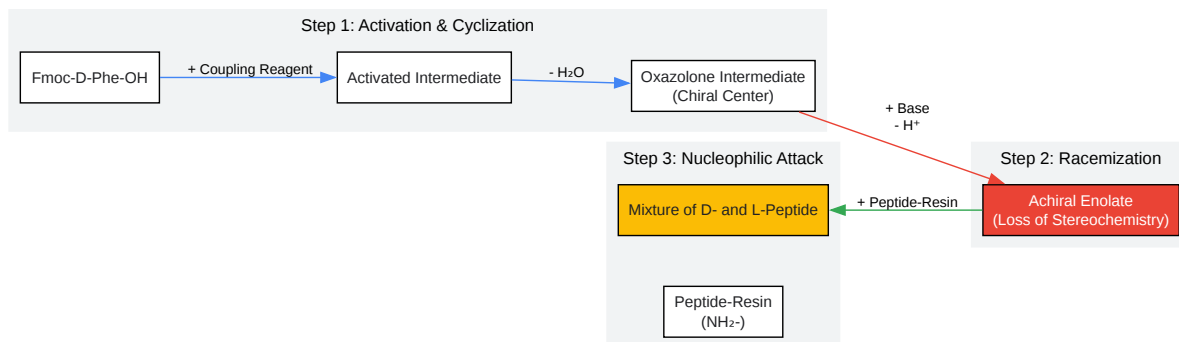 Step 1: Activation & Cyclization
Fmoc-D-Phe-OH
+ Coupling Reagent
Activated Intermediate
- H₂O
Oxazolone Intermediate
(Chiral Center)
+ Base
- H⁺
Step 2: Racemization
Achiral Enolate
(Loss of Stereochemistry)
+ Peptide-Resin
Step 3: Nucleophilic Attack
Mixture of D- and L-Peptide
Peptide-Resin
(NH₂-)